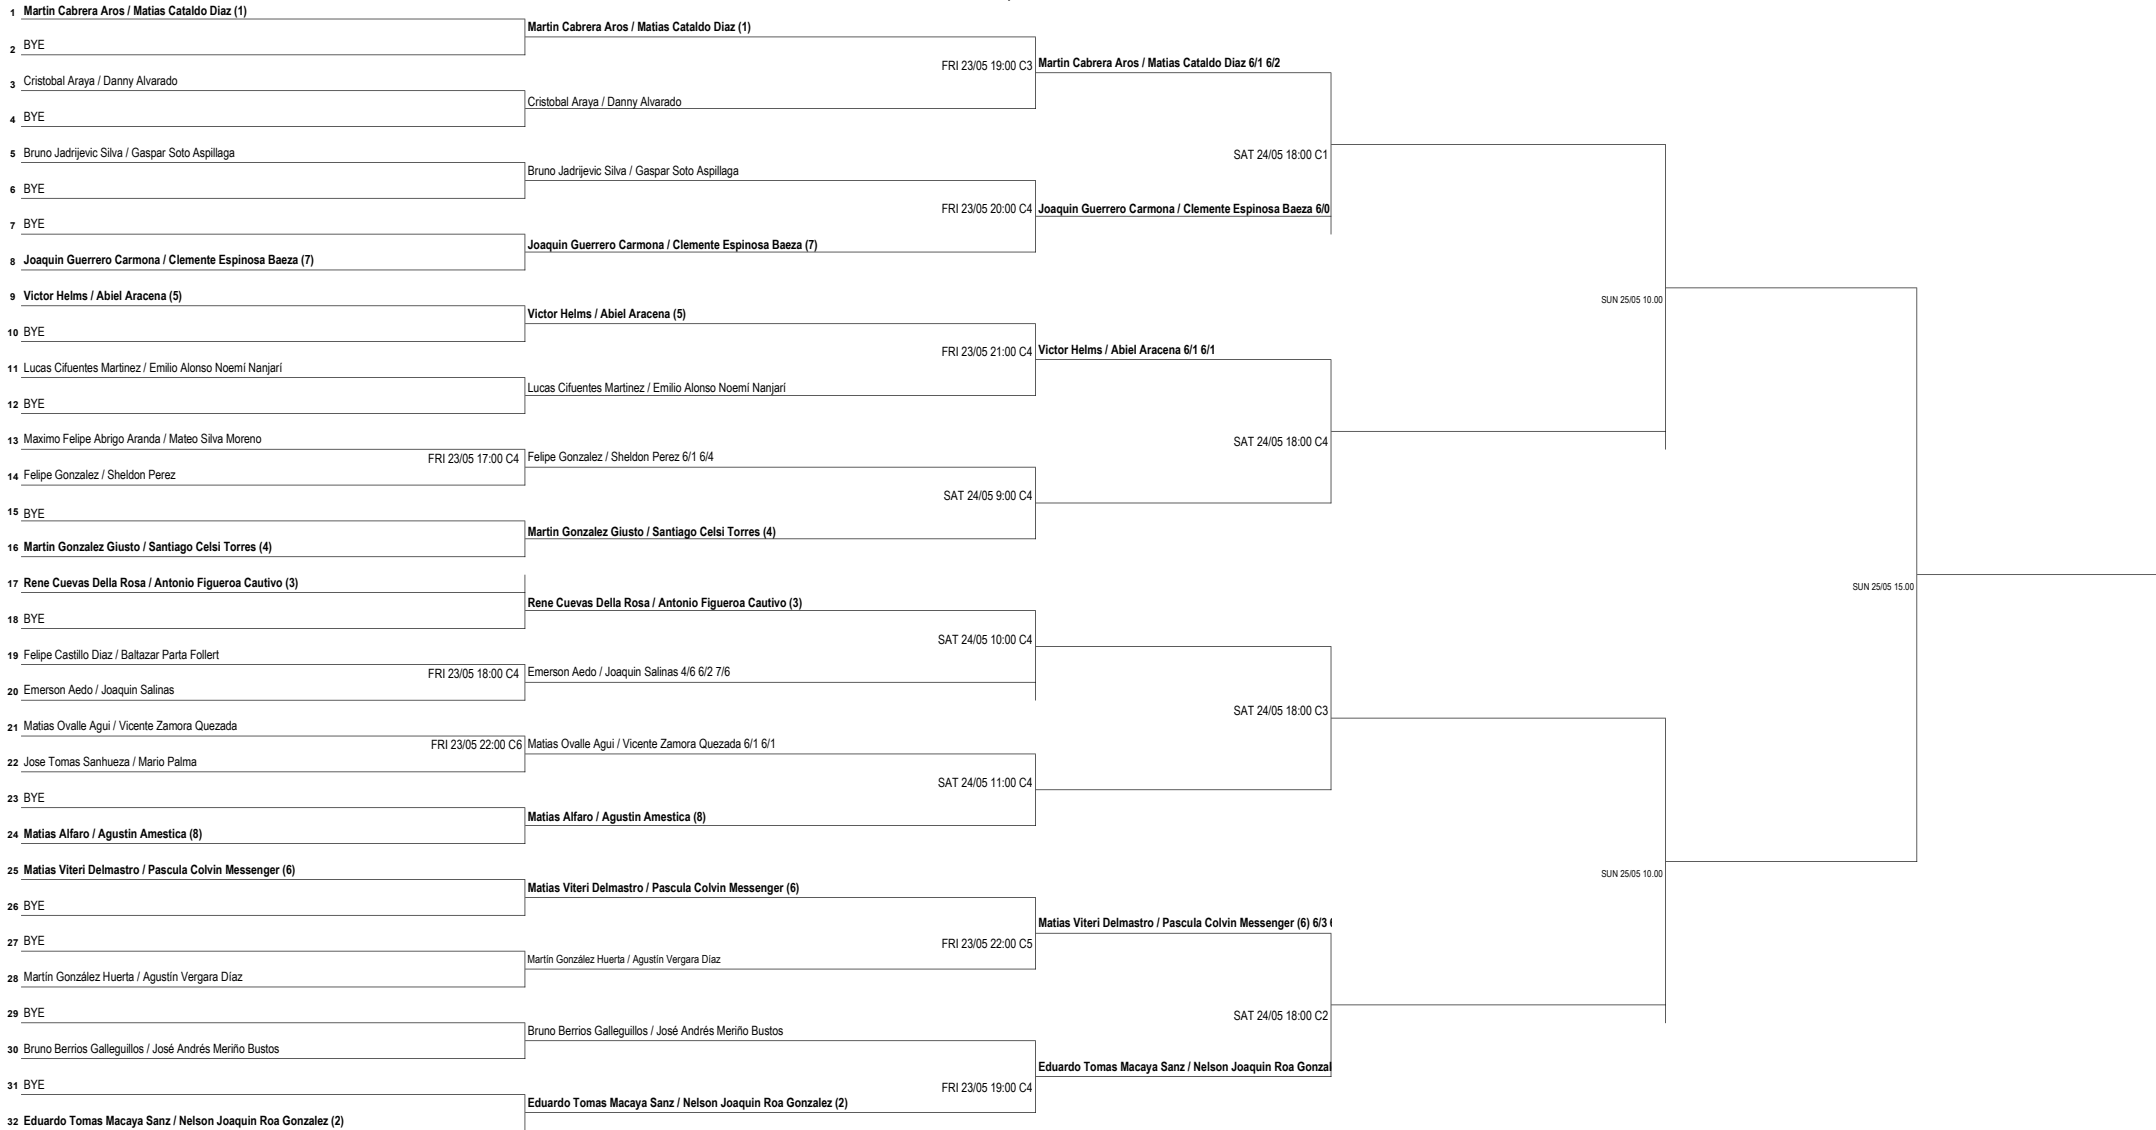 1 Martin Cabrera Aros / Matias Cataldo Diaz (1)
Martin Cabrera Aros / Matias Cataldo Diaz (1)
2 BYE
FRI 23/05 19:00 C3
Martin Cabrera Aros / Matias Cataldo Diaz 6/1 6/2
3 Cristobal Araya / Danny Alvarado
Cristobal Araya / Danny Alvarado
4 BYE
5 Bruno Jadrijevic Silva / Gaspar Soto Aspillaga
SAT 24/05 18:00 C1
Bruno Jadrijevic Silva / Gaspar Soto Aspillaga
6 BYE
FRI 23/05 20:00 C4
Joaquin Guerrero Carmona / Clemente Espinosa Baeza 6/0
7 BYE
Joaquin Guerrero Carmona / Clemente Espinosa Baeza (7)
8 Joaquin Guerrero Carmona / Clemente Espinosa Baeza (7)
9 Victor Helms / Abiel Aracena (5)
SUN 25/05 10.00
Victor Helms / Abiel Aracena (5)
10 BYE
FRI 23/05 21:00 C4
Victor Helms / Abiel Aracena 6/1 6/1
11 Lucas Cifuentes Martinez / Emilio Alonso Noemí Nanjarí
Lucas Cifuentes Martinez / Emilio Alonso Noemí Nanjarí
12 BYE
13 Maximo Felipe Abrigo Aranda / Mateo Silva Moreno
SAT 24/05 18:00 C4
FRI 23/05 17:00 C4
Felipe Gonzalez / Sheldon Perez 6/1 6/4
14 Felipe Gonzalez / Sheldon Perez
SAT 24/05 9:00 C4
15 BYE
Martin Gonzalez Giusto / Santiago Celsi Torres (4)
16 Martin Gonzalez Giusto / Santiago Celsi Torres (4)
17 Rene Cuevas Della Rosa / Antonio Figueroa Cautivo (3)
SUN 25/05 15.00
Rene Cuevas Della Rosa / Antonio Figueroa Cautivo (3)
18 BYE
SAT 24/05 10:00 C4
19 Felipe Castillo Diaz / Baltazar Parta Follert
FRI 23/05 18:00 C4
Emerson Aedo / Joaquin Salinas 4/6 6/2 7/6
20 Emerson Aedo / Joaquin Salinas
SAT 24/05 18:00 C3
21 Matias Ovalle Agui / Vicente Zamora Quezada
FRI 23/05 22:00 C6
Matias Ovalle Agui / Vicente Zamora Quezada 6/1 6/1
22 Jose Tomas Sanhueza / Mario Palma
SAT 24/05 11:00 C4
23 BYE
Matias Alfaro / Agustin Amestica (8)
24 Matias Alfaro / Agustin Amestica (8)
25 Matias Viteri Delmastro / Pascula Colvin Messenger (6)
SUN 25/05 10.00
Matias Viteri Delmastro / Pascula Colvin Messenger (6)
26 BYE
Matias Viteri Delmastro / Pascula Colvin Messenger (6) 6/3
27 BYE
FRI 23/05 22:00 C5
Martín González Huerta / Agustín Vergara Díaz
28 Martín González Huerta / Agustín Vergara Díaz
29 BYE
SAT 24/05 18:00 C2
Bruno Berrios Galleguillos / José Andrés Meriño Bustos
30 Bruno Berrios Galleguillos / José Andrés Meriño Bustos
Eduardo Tomas Macaya Sanz / Nelson Joaquin Roa
31 BYE
FRI 23/05 19:00 C4
Eduardo Tomas Macaya Sanz / Nelson Joaquin Roa Gonzalez (2)
32 Eduardo Tomas Macaya Sanz / Nelson Joaquin Roa Gonzalez (2)